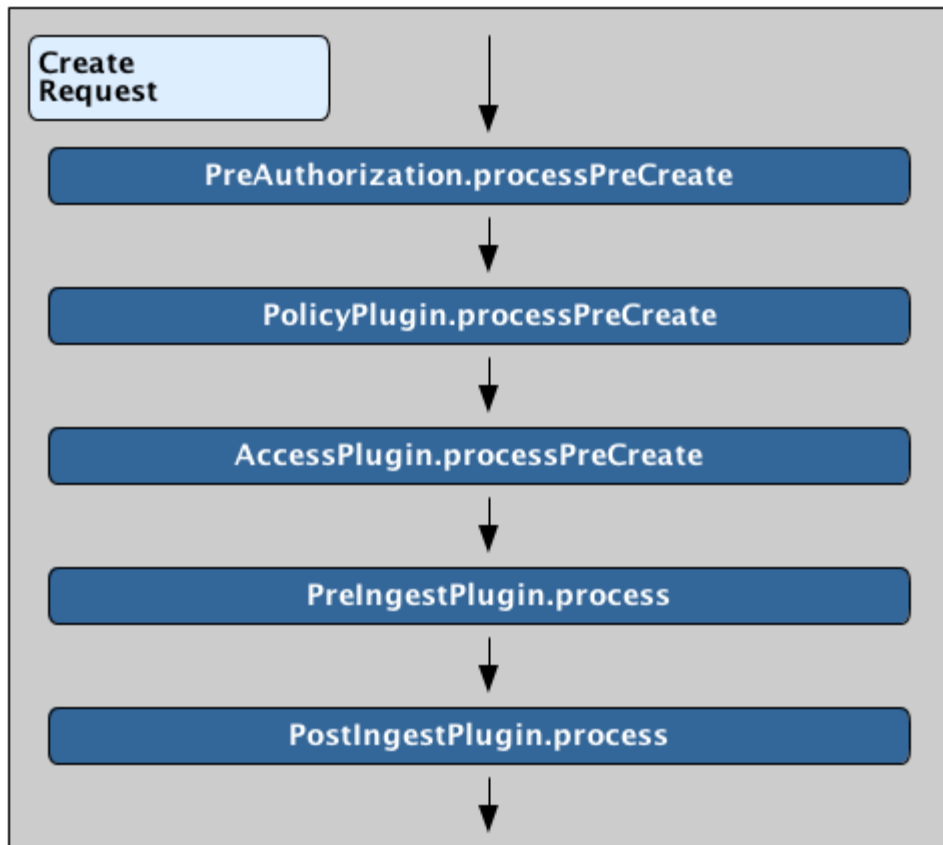 Create
Request
PreAuthorization.processPreCreate
PolicyPlugin.processPreCreate
AccessPlugin.processPreCreate
PreIngestPlugin.process
PostIngestPlugin.process